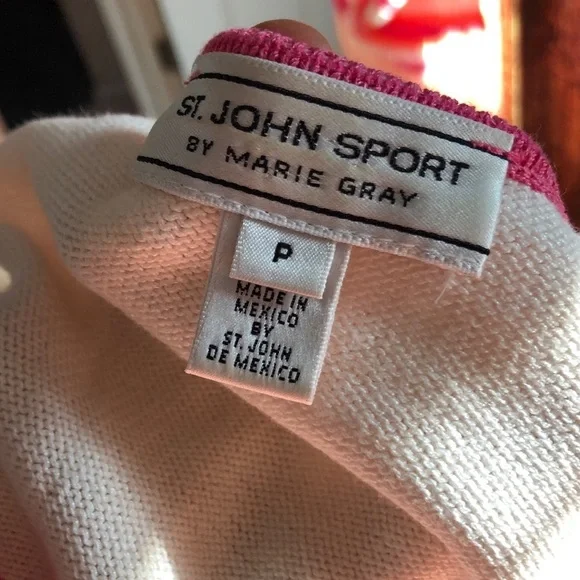 ST. JOHN SPORT
BY MARIE GRAY
P
MADE IN
MEXICO
BY
ST. JOHN
DE MEXICO